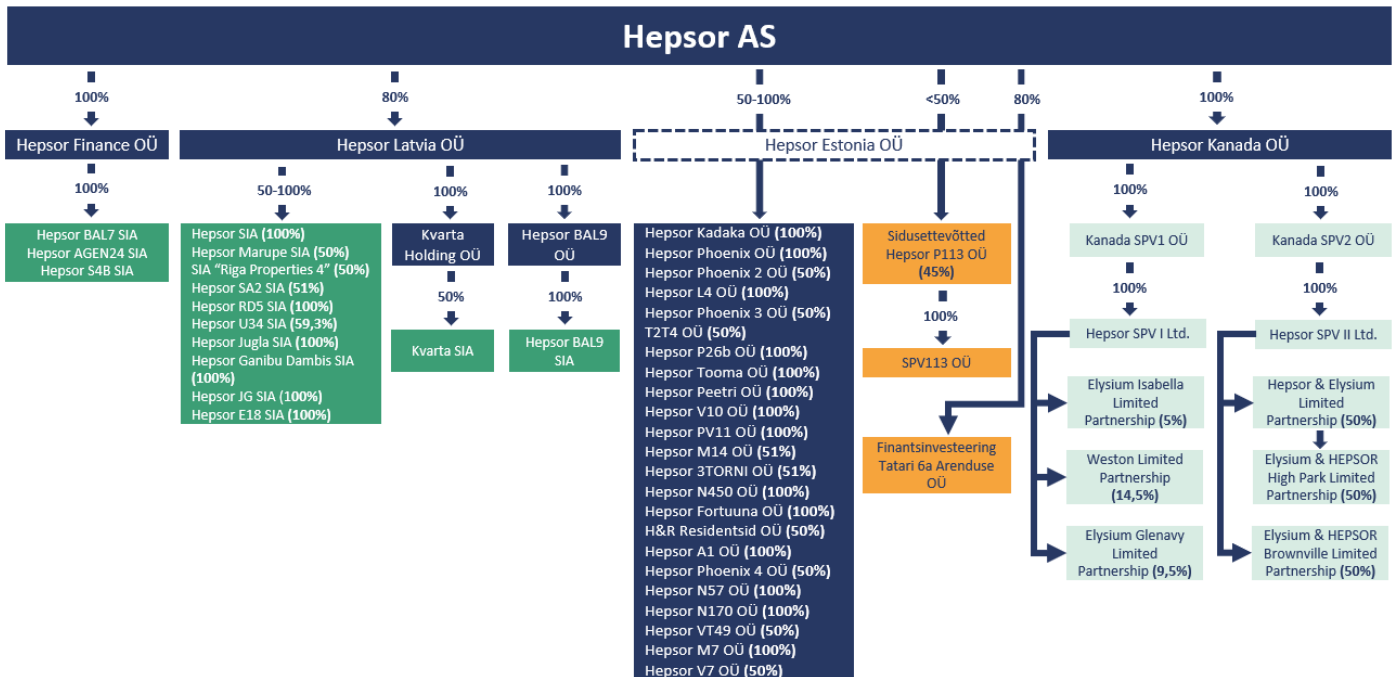 Hepsor AS
100%
80%
50-100%
<50%
80%
100%
Hepsor Finance OÜ
Hepsor Latvia OÜ
Hepsor Estonia OÜ
Hepsor Kanada OÜ
100%
50-100%
100%
100%
100%
100%
Hepsor BAL7 SIA
Hepsor AGEN24 SIA
Hepsor S4B SIA
Hepsor SIA (100%)
Hepsor Marupe SIA (50%)
SIA “Riga Properties 4” (50%)
Hepsor SA2 SIA (51%)
Hepsor RD5 SIA (100%)
Hepsor U34 SIA (59,3%)
Hepsor Jugla SIA (100%)
Hepsor Ganibu Dambis SIA
(100%)
Hepsor JG SIA (100%)
Hepsor E18 SIA (100%)
Kvarta
Holding OÜ
50%
Kvarta SIA
Hepsor BAL9
OÜ
100%
Hepsor BAL9
SIA
Hepsor Kadaka OÜ (100%)
Hepsor Phoenix OÜ (100%)
Hepsor Phoenix 2 OÜ (50%)
Hepsor L4 OÜ (100%)
Hepsor Phoenix 3 OÜ (50%)
T2T4 OÜ (50%)
Hepsor P26b OÜ (100%)
Hepsor Tooma OÜ (100%)
Hepsor Peetri OÜ (100%)
Hepsor V10 OÜ (100%)
Hepsor PV11 OÜ (100%)
Hepsor M14 OÜ (51%)
Hepsor 3TORNI OÜ (51%)
Hepsor N450 OÜ (100%)
Hepsor Fortuuna OÜ (100%)
H&R Residentsid OÜ (50%)
Hepsor A1 OÜ (100%)
Hepsor Phoenix 4 OÜ (50%)
Hepsor N57 OÜ (100%)
Hepsor N170 OÜ (100%)
Hepsor VT49 OÜ (50%)
Hepsor M7 OÜ (100%)
Hepsor V7 OÜ (50%)
Sidusettevõtted
Hepsor P113 OÜ
(45%)
100%
SPV113 OÜ
Finantsinvesteering
Tatari 6a Arenduse
OÜ
Kanada SPV1 OÜ
100%
Hepsor SPV I Ltd.
Elysium Isabella
Limited
Partnership (5%)
Weston Limited
Partnership
(14,5%)
Elysium Glenavy
Limited
Partnership (9,5%)
Kanada SPV2 OÜ
100%
Hepsor SPV II Ltd.
Hepsor & Elysium
Limited
Partnership (50%)
Elysium & HEPSOR
High Park Limited
Partnership (50%)
Elysium & HEPSOR
Brownville Limited
Partnership (50%)